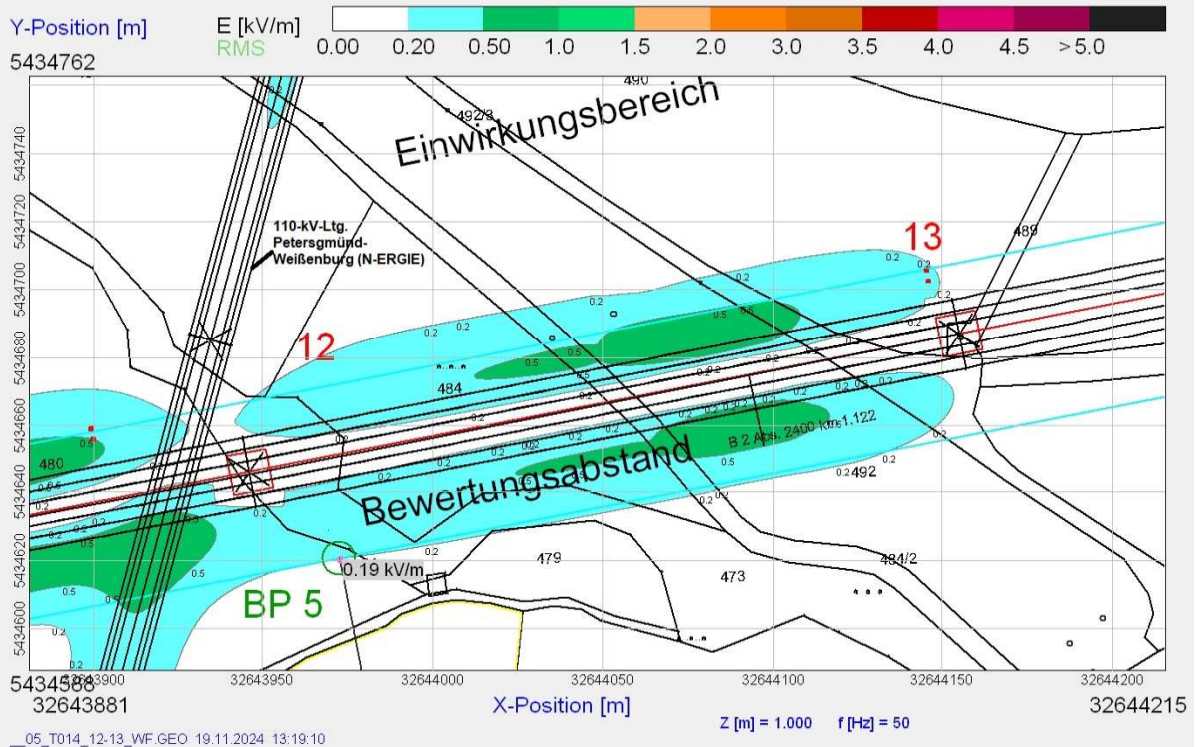 Y-Position [m]
E [kV/m]
RMS
0.00 0.20 0.50 1.0 1.5 2.0 3.0 3.5 4.0 4.5 > 5.0
5434762
490
Einwirkungsbereich
492/3
5434740
5434720
5434700
5434680
5434660
5434640
5434620
5434600
110-kV-Ltg.
Petersgmünd-
Weißenburg (N-ERGIE)
489
13
12
484
480
B 2 Abs. 2400 km 1.122
Bewertungsabstand
492
479
473
484/2
0.19 kV/m
BP 5
0.2
0.5
5434588
32643900 32643950 32644000 32644050 32644100 32644150 32644200
32643881
X-Position [m]
32644215
Z [m] = 1.000 f [Hz] = 50
__05_T014_12-13_WF.GEO 19.11.2024 13:19:10